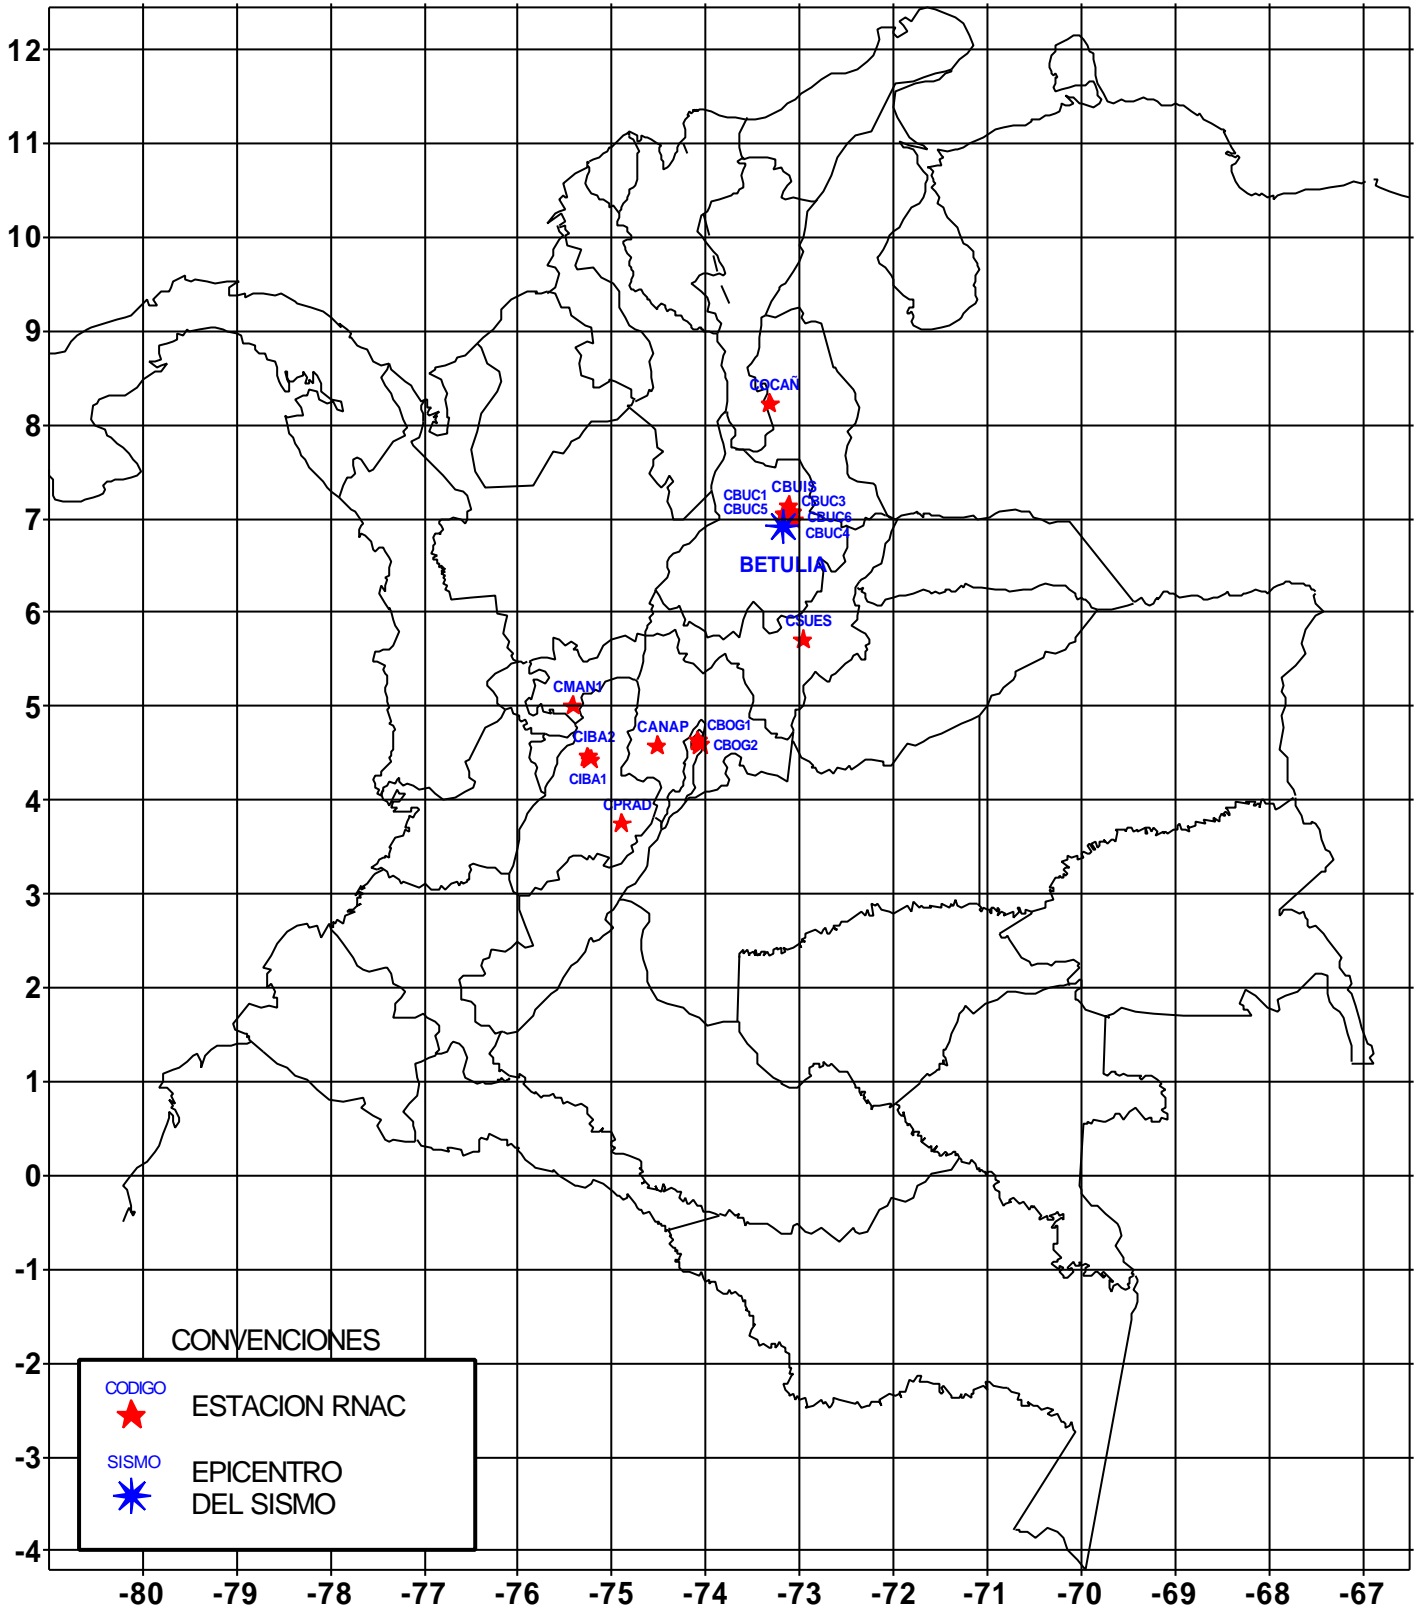 12
11
10
9
8
7
6
5
4
3
2
1
0
-1
-2
-3
-4
COCAÑ
CBUIS
CBUC1
CBUC3
CBUC5
CBUC6
CBUC4
BETULIA
CSUES
CMAN1
CIBA2
CANAP
CBOG1
CBOG2
CIBA1
CPRAD
CONVENCIONES
CODIGO
ESTACION RNAC
SISMO
EPICENTRO
DEL SISMO
-80 -79 -78 -77 -76 -75 -74 -73 -72 -71 -70 -69 -68 -67